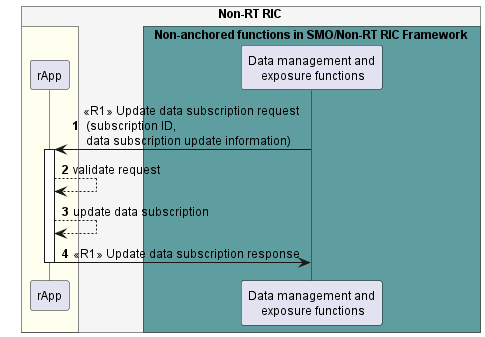 Non-RT RIC
Non-anchored functions in SMO/Non-RT RIC Framework
rApp
Data management and
exposure functions
«R1» Update data subscription request
1 (subscription ID,
data subscription update information)
2 validate request
3 update data subscription
4 «R1» Update data subscription response
rApp
Data management and
exposure functions